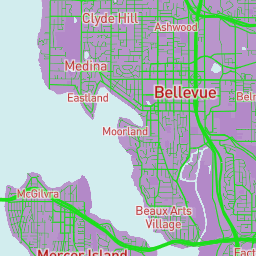 Clyde Hill
Ashwood
Medina
Eastland
Bellevue
Moorland
McGilvra
Beaux Arts
Village
Mercer Island